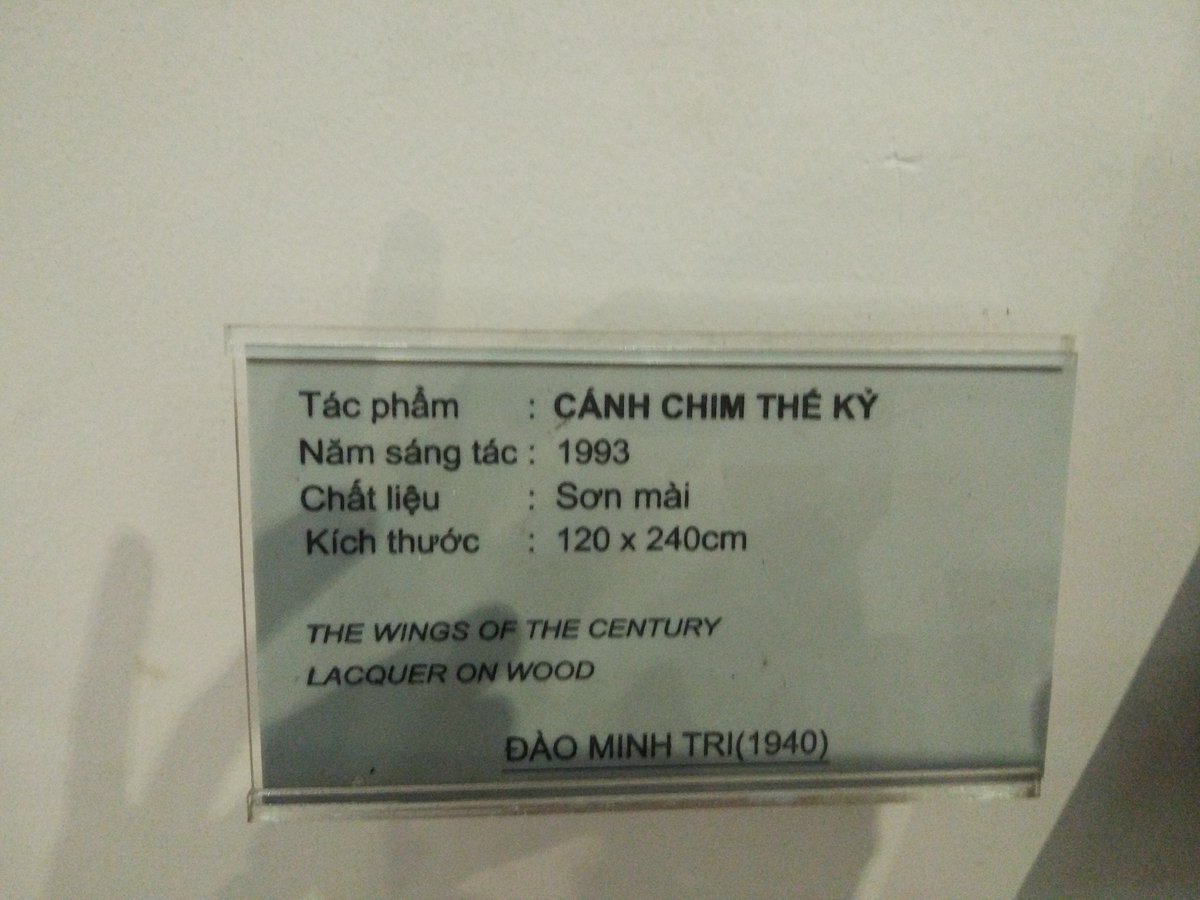 Tác phẩm : CÁNH CHIM THẾ KỶ
Năm sáng tác : 1993
Chất liệu : Sơn mài
Kích thước : 120 x 240cm
THE WINGS OF THE CENTURY
LACQUER ON WOOD
ĐÀO MINH TRI(1940)